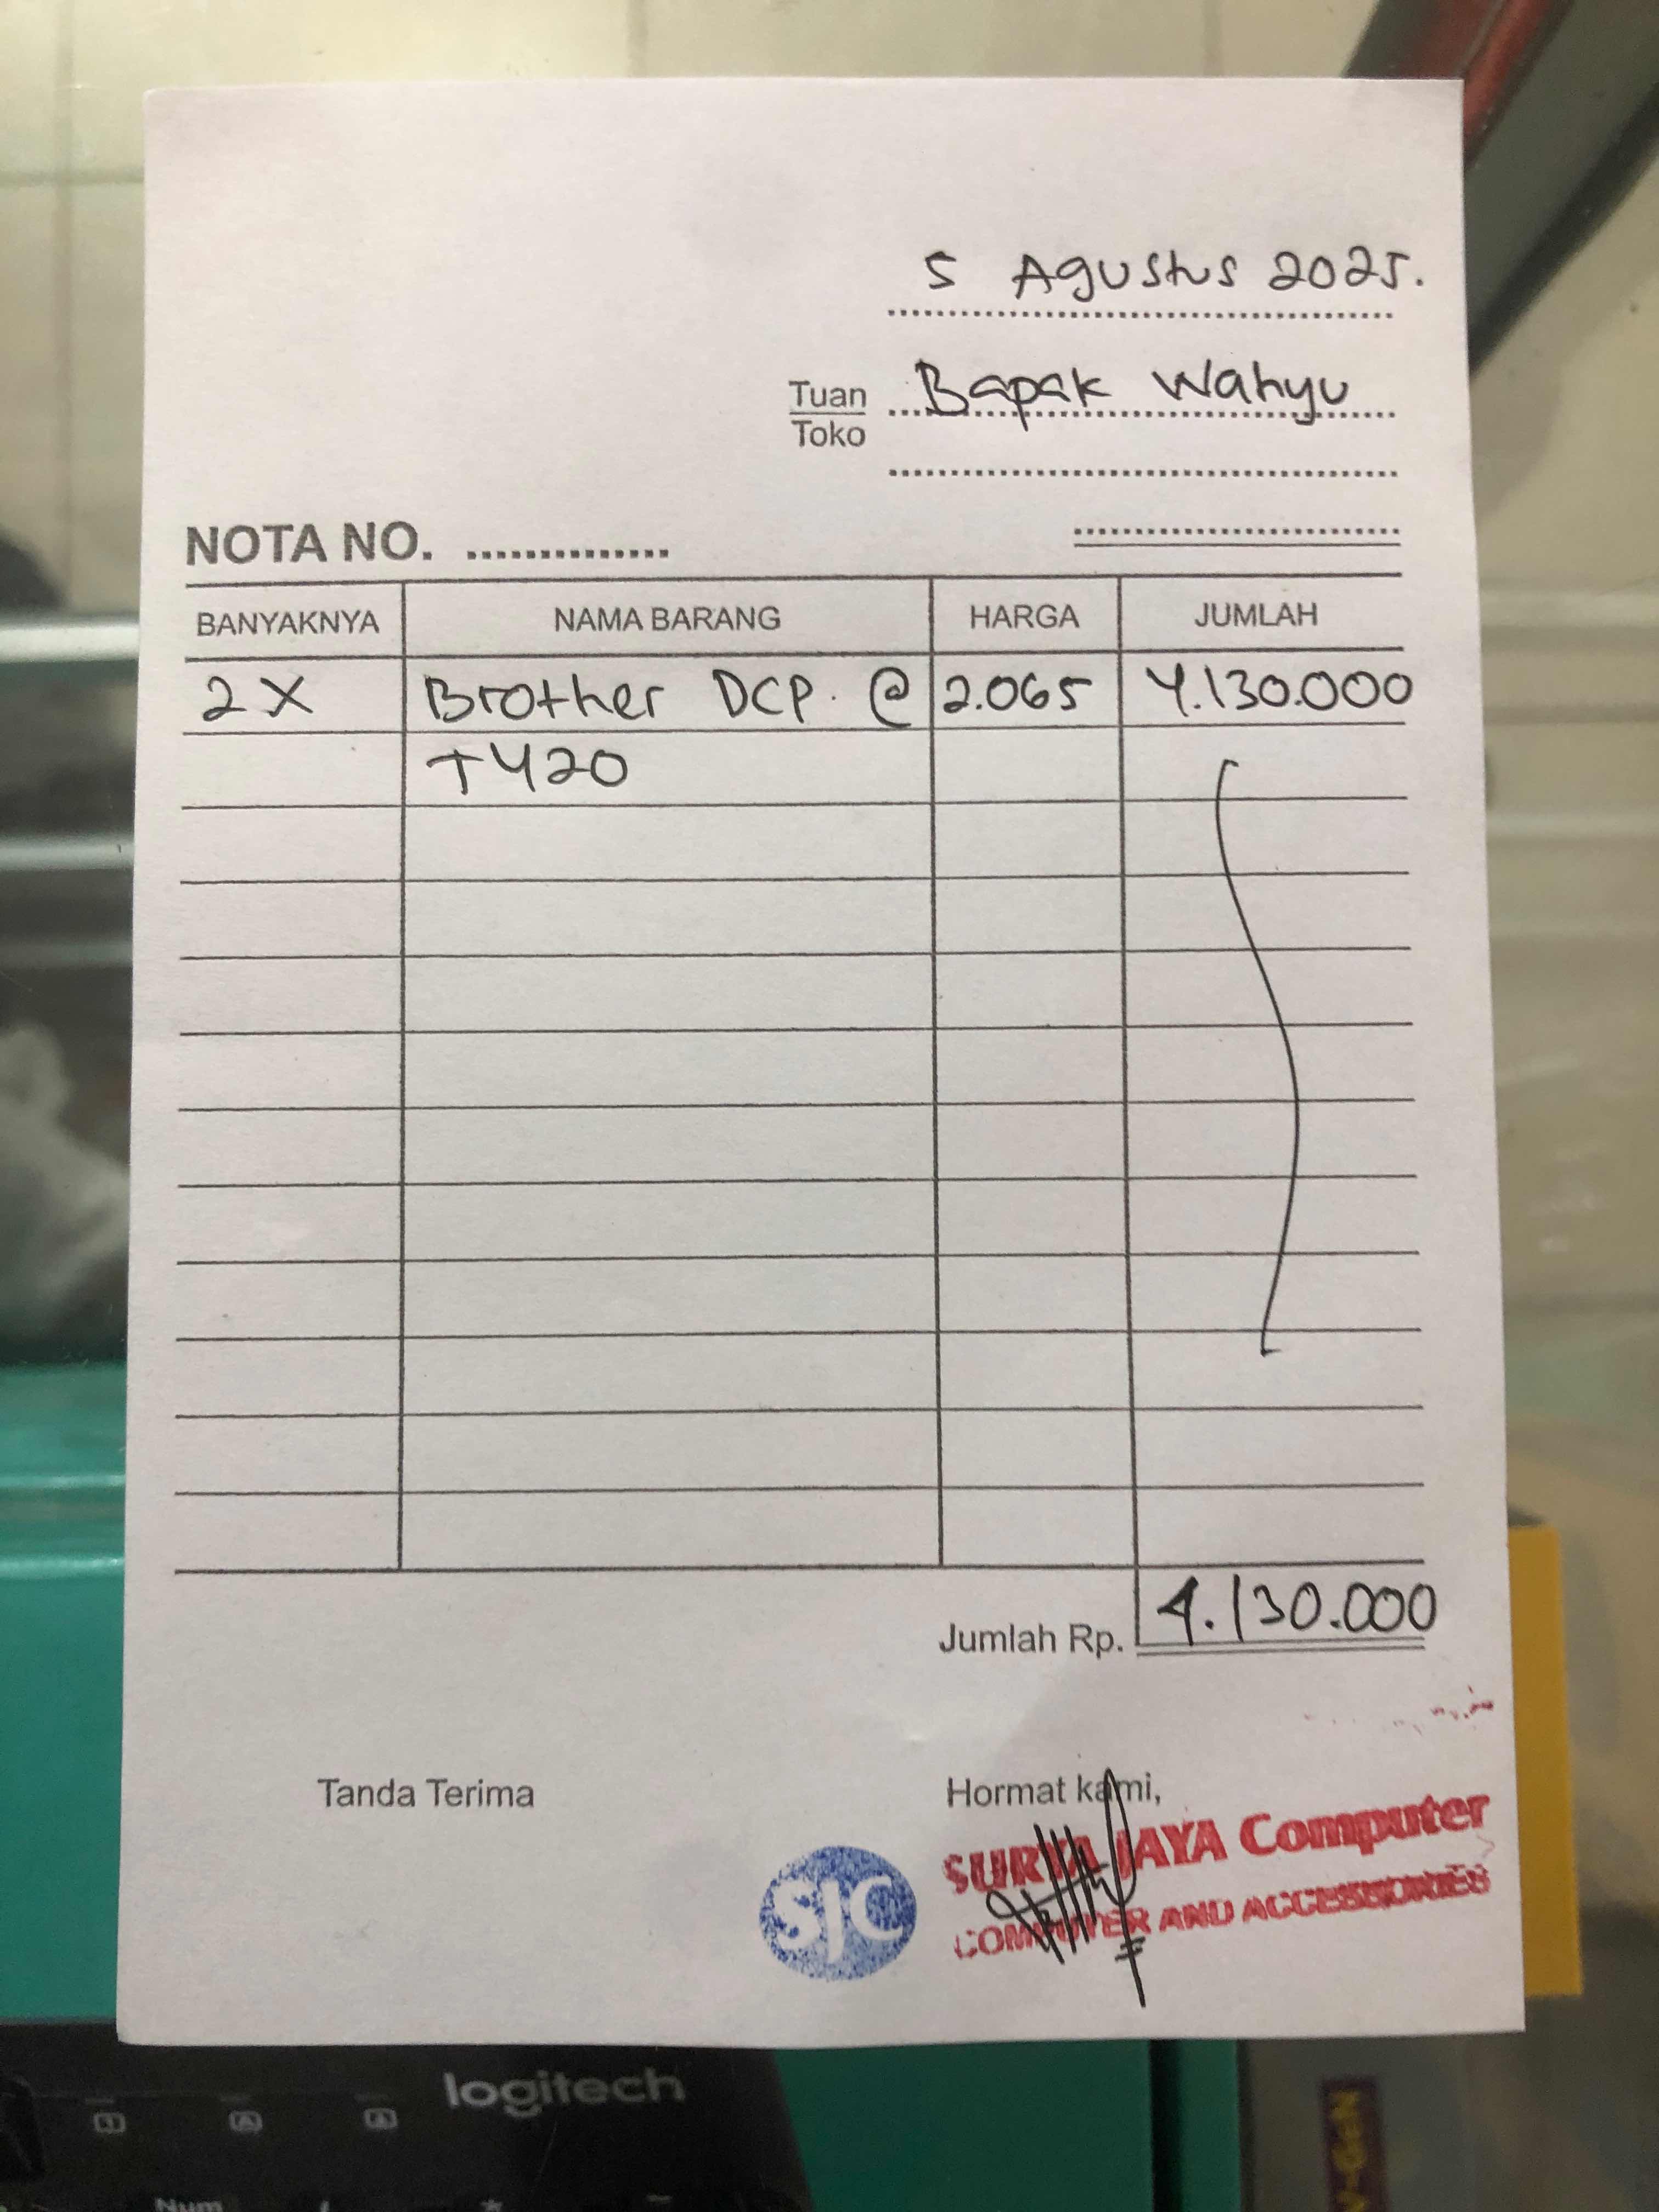 5 Agustus 2025.
Tuan Bapak Wahyu
Toko
NOTA NO. ..............
BANYAKNYA NAMA BARANG HARGA JUMLAH
2X Brother DCP. @ 2.065 4.130.000
T420
Jumlah Rp. 4.130.000
Tanda Terima Hormat kami,
SURYA JAYA Computer
SJC COMPUTER AND ACCESSORIES
logitech
Num
V-GeN